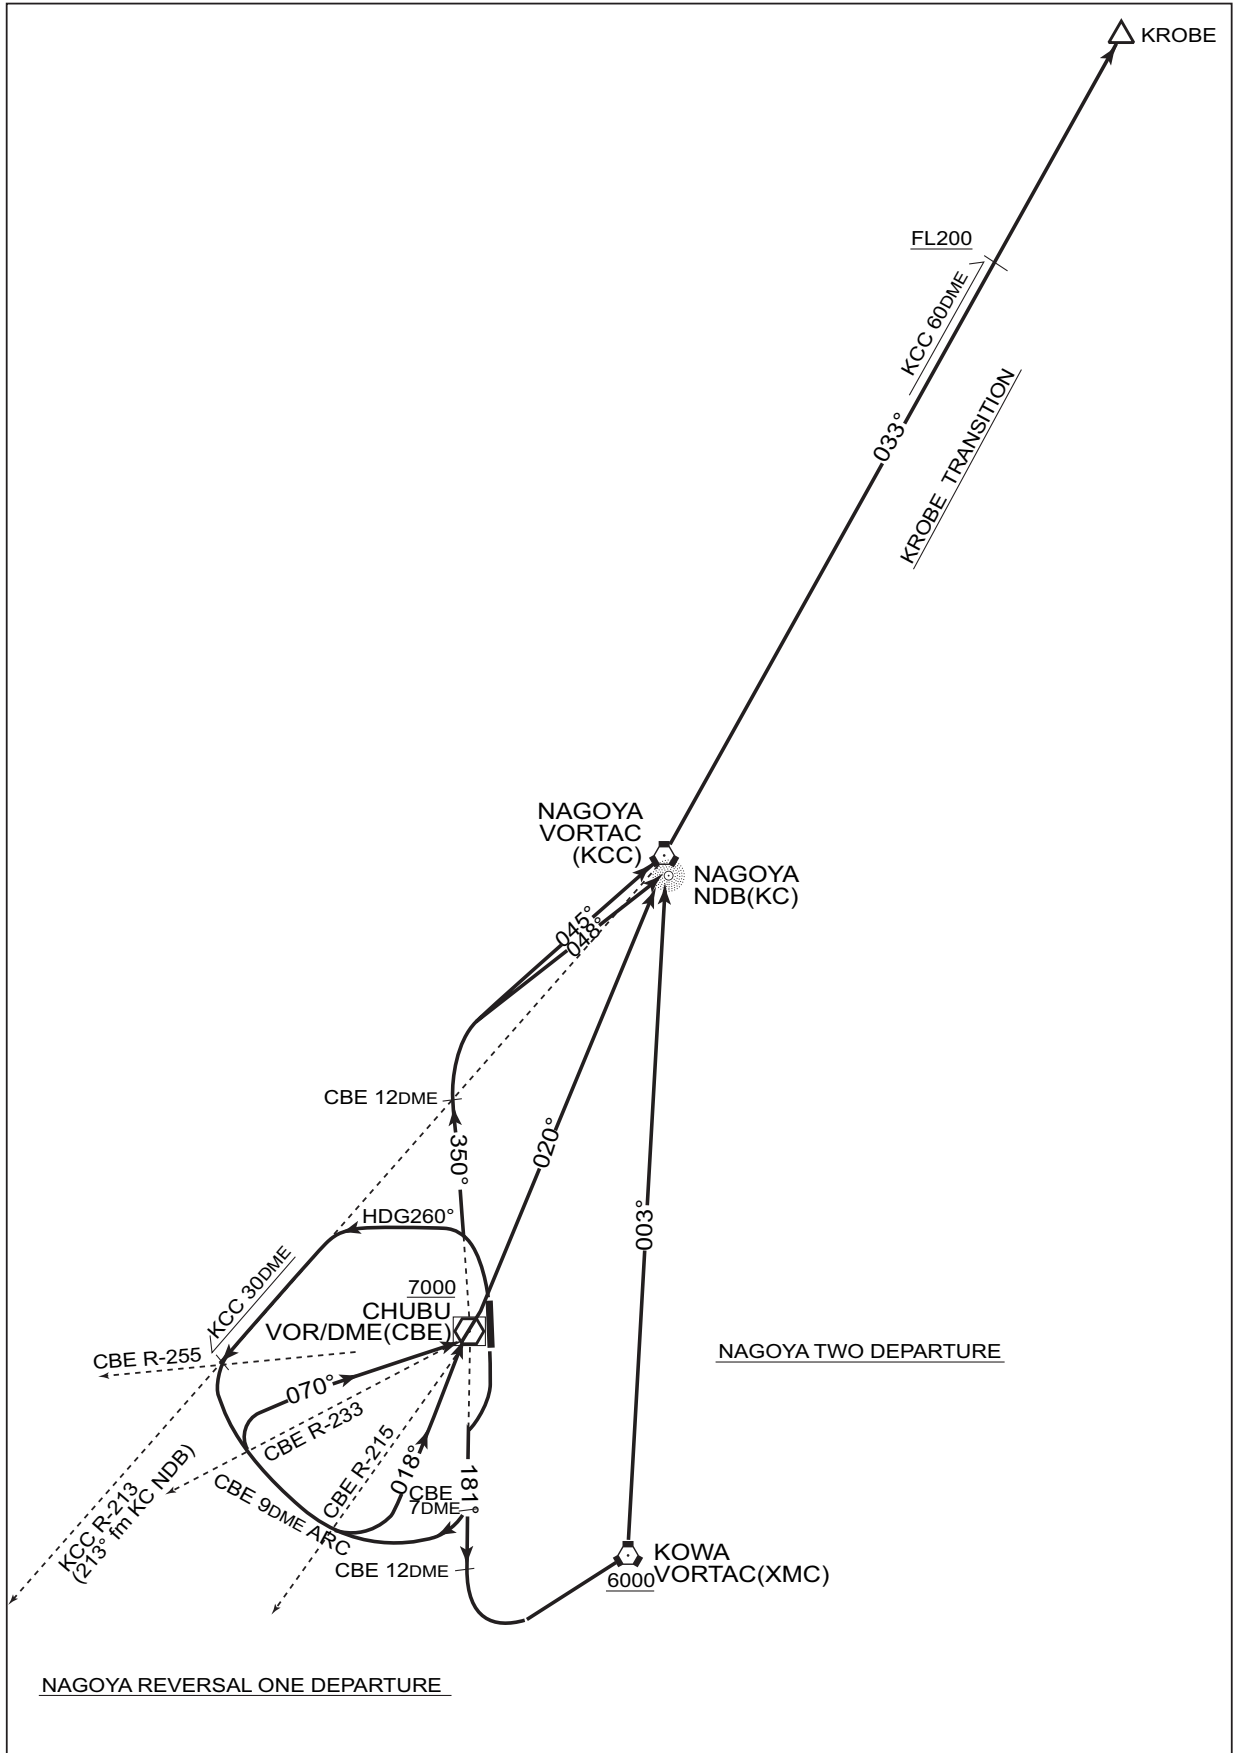 KROBE
FL200
KCC 60DME
033°
KROBE TRANSITION
NAGOYA
VORTAC
(KCC)
NAGOYA
NDB(KC)
045°
048°
CBE 12DME
350°
020°
003°
HDG260°
KCC 30DME
7000
CHUBU
VOR/DME(CBE)
CBE R-255
NAGOYA TWO DEPARTURE
070°
CBE R-233
CBE R-215
018°
CBE
7DME
181°
CBE 9DME ARC
KCC R-213
(213° fm KC NDB)
CBE 12DME
KOWA
VORTAC(XMC)
6000
NAGOYA REVERSAL ONE DEPARTURE